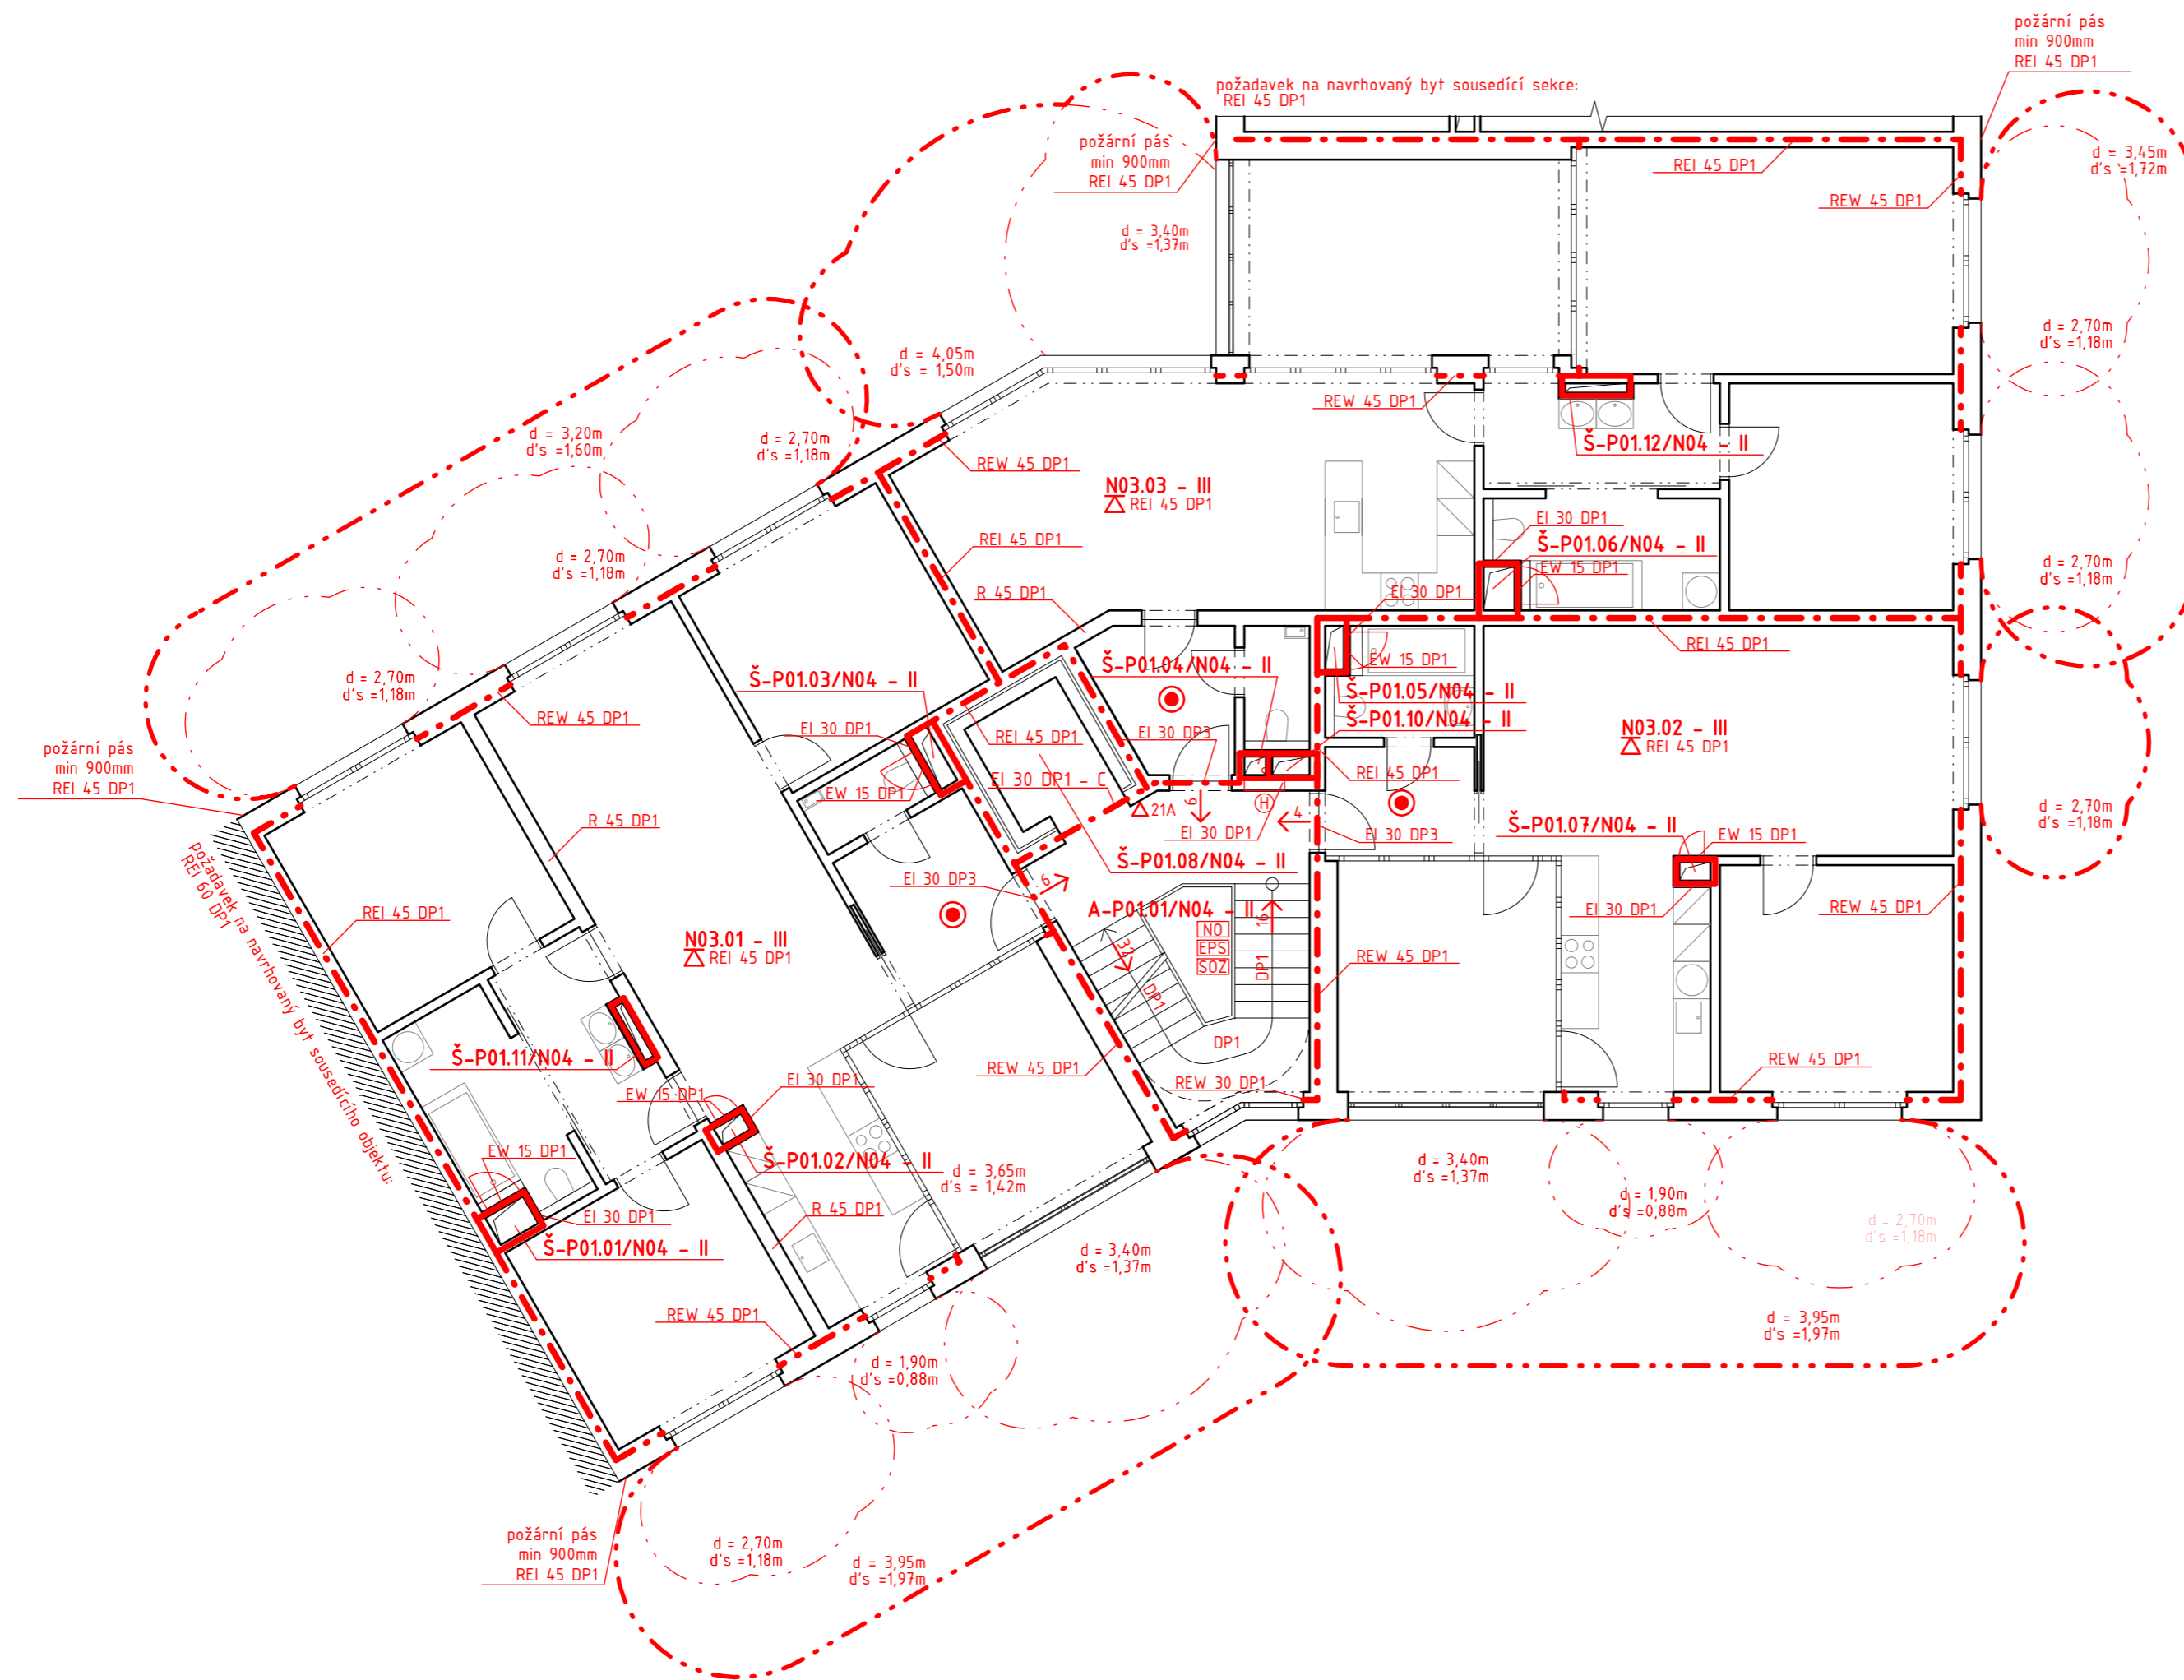 požární pás
min 900mm
REI 45 DP1
požadavek na navrhovaný byt sousedící sekce:
REI 45 DP1
požární pás
min 900mm
REI 45 DP1
REI 45 DP1
REW 45 DP1
d = 3,45m
d's =1,72m
d = 3,40m
d's =1,37m
d = 4,05m
d's = 1,50m
d = 2,70m
d's =1,18m
REW 45 DP1
d = 3,20m
d's =1,60m
d = 2,70m
d's =1,18m
REW 45 DP1
Š-P01.12/N04 - II
N03.03 - III
REI 45 DP1
EI 30 DP1
Š-P01.06/N04 - II
EW 15 DP1
REI 45 DP1
d = 2,70m
d's =1,18m
d = 2,70m
d's =1,18m
R 45 DP1
EI 30 DP1
REI 45 DP1
EW 15 DP1
Š-P01.04/N04 - II
Š-P01.03/N04 - II
Š-P01.05/N04 - II
Š-P01.10/N04 - II
d = 2,70m
d's =1,18m
REW 45 DP1
N03.02 - III
REI 45 DP1
EI 30 DP1
REI 45 DP1
EI 30 DP3
REI 45 DP1
požární pás
min 900mm
REI 45 DP1
EW 15 DP1
EI 30 DP1 - C
21A
6
H
4
EI 30 DP1
EI 30 DP3
R 45 DP1
Š-P01.07/N04 - II
EW 15 DP1
d = 2,70m
d's =1,18m
požadavek na navrhovaný byt sousedícího objektu:
REI 60 DP1
Š-P01.08/N04 - II
EI 30 DP3
6
REI 45 DP1
A-P01.01/N04 - II
EI 30 DP1
REW 45 DP1
NO
EPS
SOZ
16
32
DP1
DP1
DP1
N03.01 - III
REI 45 DP1
REW 45 DP1
Š-P01.11/N04 - II
REW 45 DP1
REW 45 DP1
EI 30 DP1
REW 30 DP1
EW 15 DP1
EW 15 DP1
Š-P01.02/N04 - II
d = 3,65m
d's = 1,42m
d = 3,40m
d's =1,37m
d = 1,90m
d's =0,88m
d = 2,70m
d's =1,18m
R 45 DP1
EI 30 DP1
Š-P01.01/N04 - II
d = 3,40m
d's =1,37m
REW 45 DP1
d = 3,95m
d's =1,97m
d = 1,90m
d's =0,88m
požární pás
min 900mm
REI 45 DP1
d = 2,70m
d's =1,18m
d = 3,95m
d's =1,97m